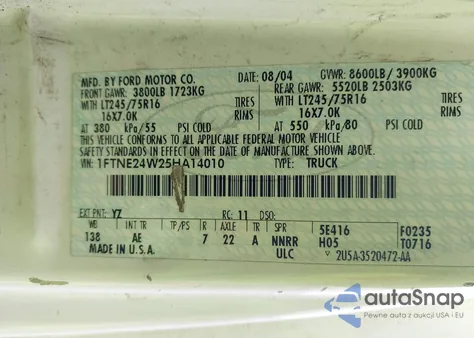 MFD. BY FORD MOTOR CO.
DATE: 08/04 GVWR: 8600LB / 3900KG
FRONT GAWR: 3800LB 1723KG
REAR GAWR: 5520LB 2503KG
WITH LT245/75R16 TIRES
WITH LT245/75R16 TIRES
16X7.0K RIMS
16X7.0K RIMS
AT 380 kPa/55 PSI COLD
AT 550 kPa/80 PSI COLD
THIS VEHICLE CONFORMS TO ALL APPLICABLE FEDERAL MOTOR VEHICLE
SAFETY STANDARDS IN EFFECT ON THE DATE OF MANUFACTURE SHOWN ABOVE.
VIN: 1FTNE24W25HA14010
TYPE: TRUCK
EXT PNT: YZ RC: 11 DSO:
WB INT TR TP/PS R AXLE TR SPR
138 AE 7 22 A NNRR
ULC
5E416
H05
F0235
T0716
MADE IN U.S.A.
2U5A-3520472-AA
autoSnap
Pewne auto z USA i EU